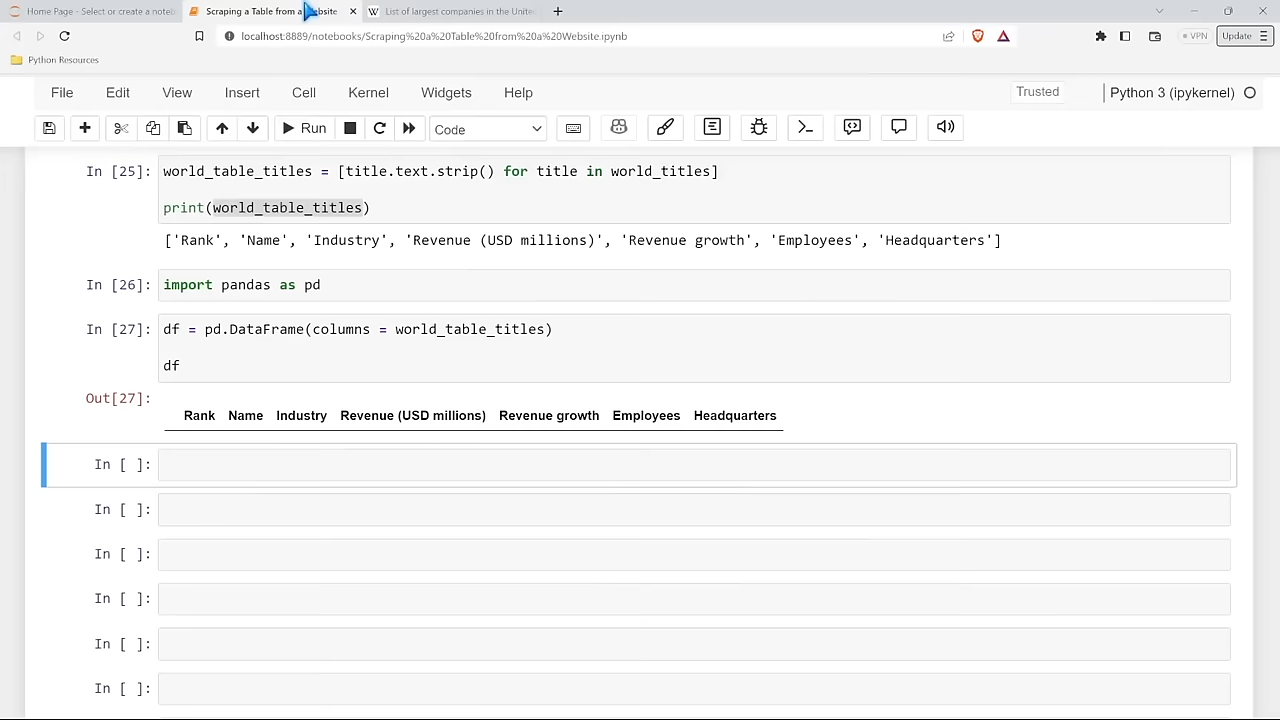 Home Page - Select or create a noteb
Scraping a Table from a Website
List of largest companies in the Unite
localhost:8889/notebooks/Scraping%20a%20Table%20from%20a%20Website.ipynb
VPN
Update
Python Resources
File Edit View Insert Cell Kernel Widgets Help
Trusted
Python 3 (ipykernel)
Run
Code
In [25]: world_table_titles = [title.text.strip() for title in world_titles]
print(world_table_titles)
['Rank', 'Name', 'Industry', 'Revenue (USD millions)', 'Revenue growth', 'Employees', 'Headquarters']
In [26]: import pandas as pd
In [27]: df = pd.DataFrame(columns = world_table_titles)
df
Out[27]:
Rank Name Industry Revenue (USD millions) Revenue growth Employees Headquarters
In [ ]:
In [ ]:
In [ ]:
In [ ]:
In [ ]:
In [ ]: